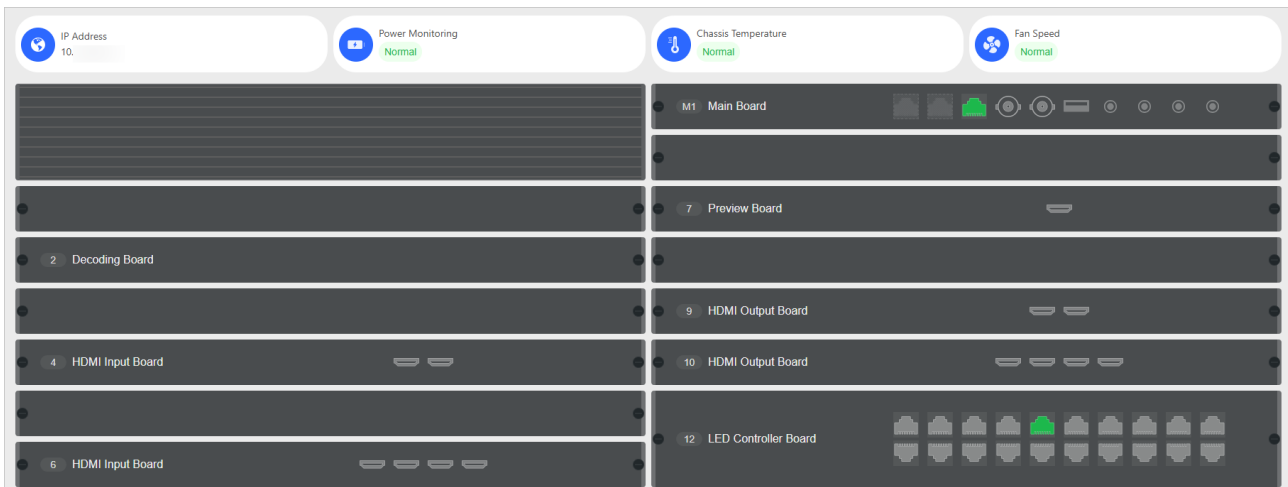 IP Address
10.
Power Monitoring
Normal
Chassis Temperature
Normal
Fan Speed
Normal
M1 Main Board
7 Preview Board
2 Decoding Board
9 HDMI Output Board
4 HDMI Input Board
10 HDMI Output Board
12 LED Controller Board
6 HDMI Input Board